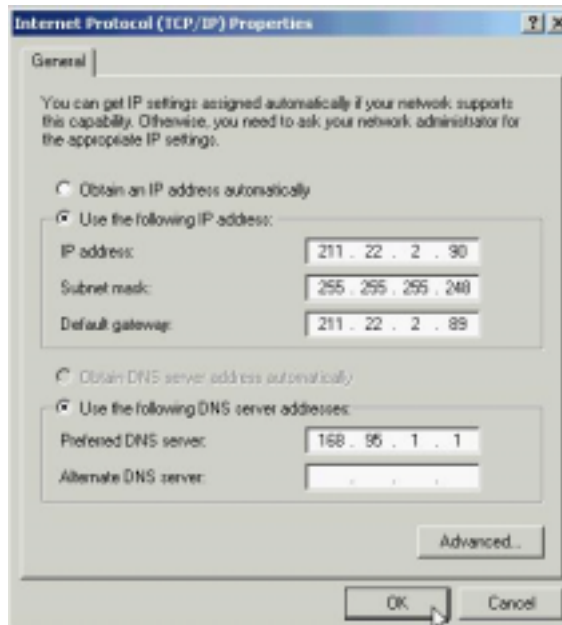 Internet Protocol (TCP/IP) Properties
General
You can get IP settings assigned automatically if your network supports
this capability. Otherwise, you need to ask your network administrator for
the appropriate IP settings.
Obtain an IP address automatically
Use the following IP address:
IP address: 211 . 22 . 2 . 90
Subnet mask: 255 . 255 . 255 . 248
Default gateway: 211 . 22 . 2 . 89
Obtain DNS server address automatically
Use the following DNS server addresses:
Preferred DNS server: 168 . 95 . 1 . 1
Alternate DNS server: . . .
Advanced...
OK Cancel